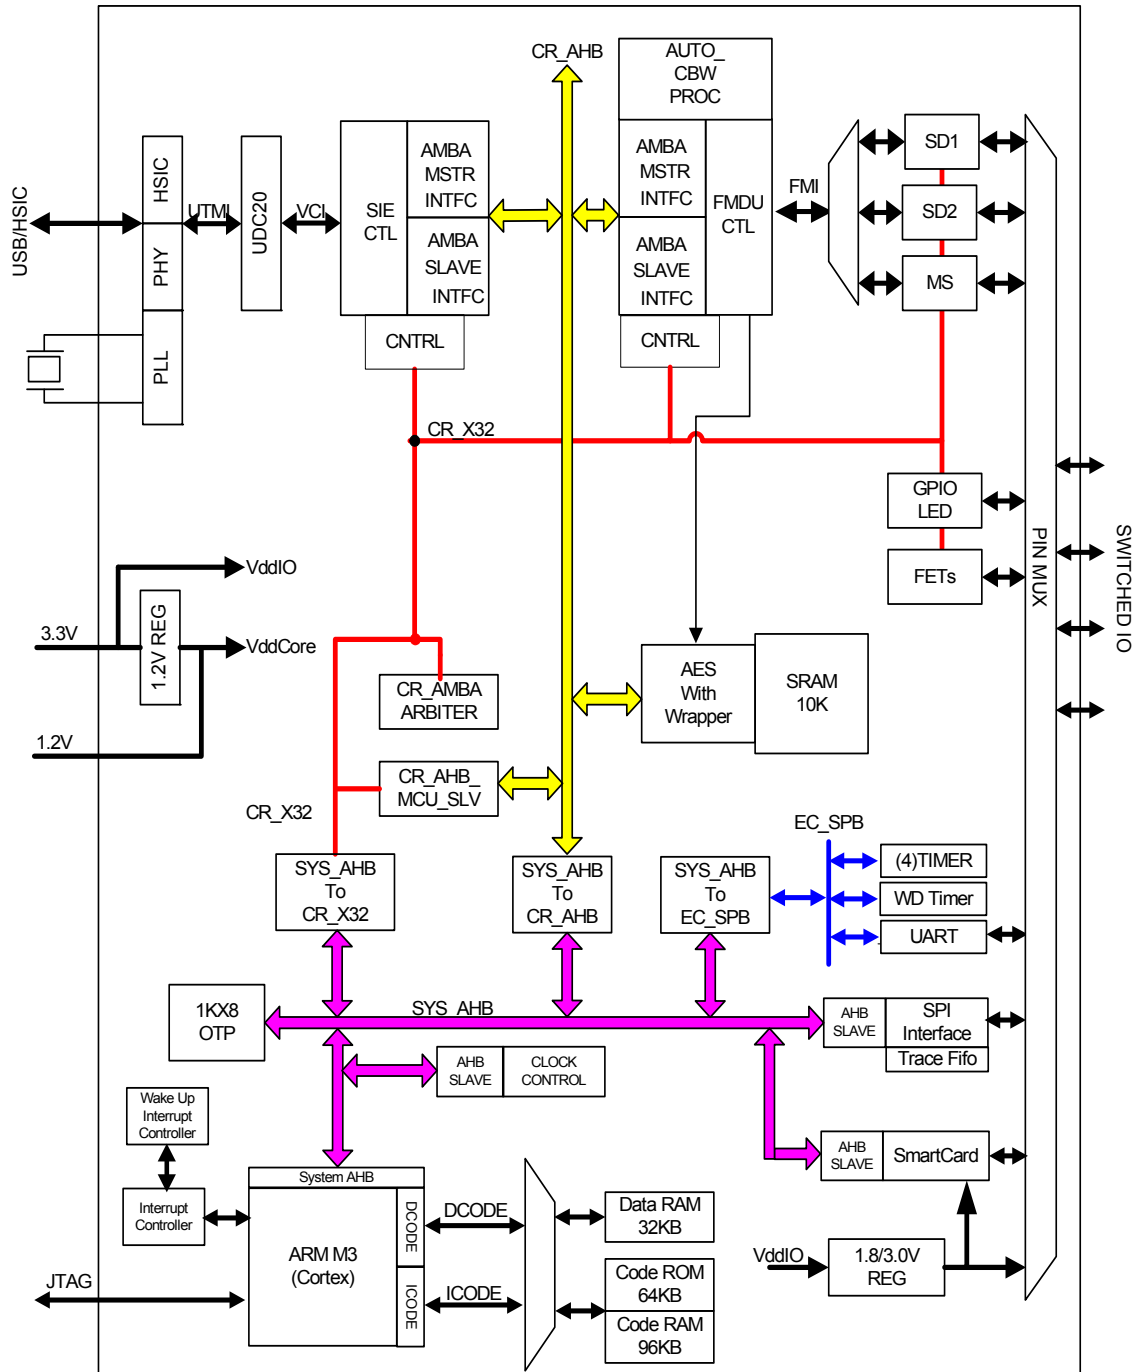 CR_AHB
AUTO_
CBW
PROC
USB/HSIC
HSIC
PHY
PLL
UTMI
UDC20
VCI
SIE
CTL
AMBA
MSTR
INTFC
AMBA
SLAVE
INTFC
CNTRL
AMBA
MSTR
INTFC
AMBA
SLAVE
INTFC
FMDU
CTL
CNTRL
FMI
SD1
SD2
MS
CR_X32
GPIO
LED
FETs
PIN MUX
SWITCHED IO
VddIO
3.3V
1.2V REG
VddCore
1.2V
CR_AMBA
ARBITER
AES
With
Wrapper
SRAM
10K
CR_AHB_
MCU_SLV
CR_X32
SYS_AHB
To
CR_X32
SYS_AHB
To
CR_AHB
SYS_AHB
To
EC_SPB
EC_SPB
(4)TIMER
WD Timer
UART
1KX8
OTP
SYS_AHB
AHB
SLAVE
SPI
Interface
Trace Fifo
AHB
SLAVE
CLOCK
CONTROL
Wake Up
Interrupt
Controller
Interrupt
Controller
AHB
SLAVE
SmartCard
System AHB
ARM M3
(Cortex)
DCODE
ICODE
DCODE
ICODE
Data RAM
32KB
Code ROM
64KB
Code RAM
96KB
JTAG
VddIO
1.8/3.0V
REG